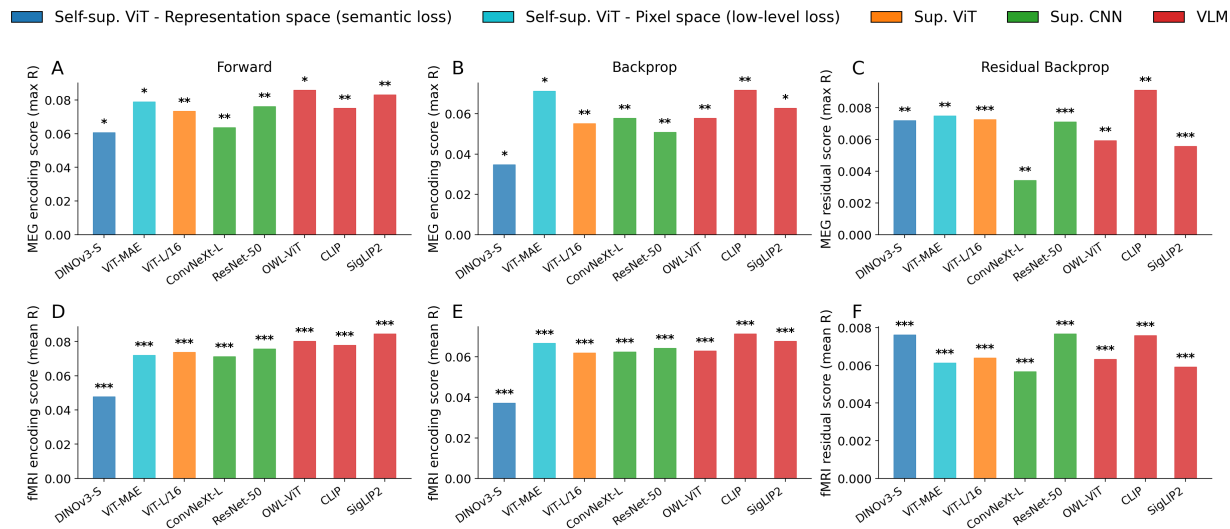 Self-sup. ViT - Representation space (semantic loss) Self-sup. ViT - Pixel space (low-level loss) Sup. ViT Sup. CNN VLM
A Forward
MEG encoding score (max R)
0.08
0.06
0.04
0.02
0.00
* * ** ** ** * ** **
DINOv3-S ViT-MAE ViT-L/16 ConvNeXt-L ResNet-50 OWL-ViT CLIP SigLIP2
B Backprop
MEG encoding score (max R)
0.06
0.04
0.02
0.00
* * ** ** ** ** ** *
DINOv3-S ViT-MAE ViT-L/16 ConvNeXt-L ResNet-50 OWL-ViT CLIP SigLIP2
C Residual Backprop
MEG residual score (max R)
0.008
0.006
0.004
0.002
0.000
** ** *** ** *** ** ** ***
DINOv3-S ViT-MAE ViT-L/16 ConvNeXt-L ResNet-50 OWL-ViT CLIP SigLIP2
D
fMRI encoding score (mean R)
0.08
0.06
0.04
0.02
0.00
*** *** *** *** *** *** *** ***
DINOv3-S ViT-MAE ViT-L/16 ConvNeXt-L ResNet-50 OWL-ViT CLIP SigLIP2
E
fMRI encoding score (mean R)
0.06
0.04
0.02
0.00
*** *** *** *** *** *** *** ***
DINOv3-S ViT-MAE ViT-L/16 ConvNeXt-L ResNet-50 OWL-ViT CLIP SigLIP2
F
fMRI residual score (mean R)
0.008
0.006
0.004
0.002
0.000
*** *** *** *** *** *** *** ***
DINOv3-S ViT-MAE ViT-L/16 ConvNeXt-L ResNet-50 OWL-ViT CLIP SigLIP2